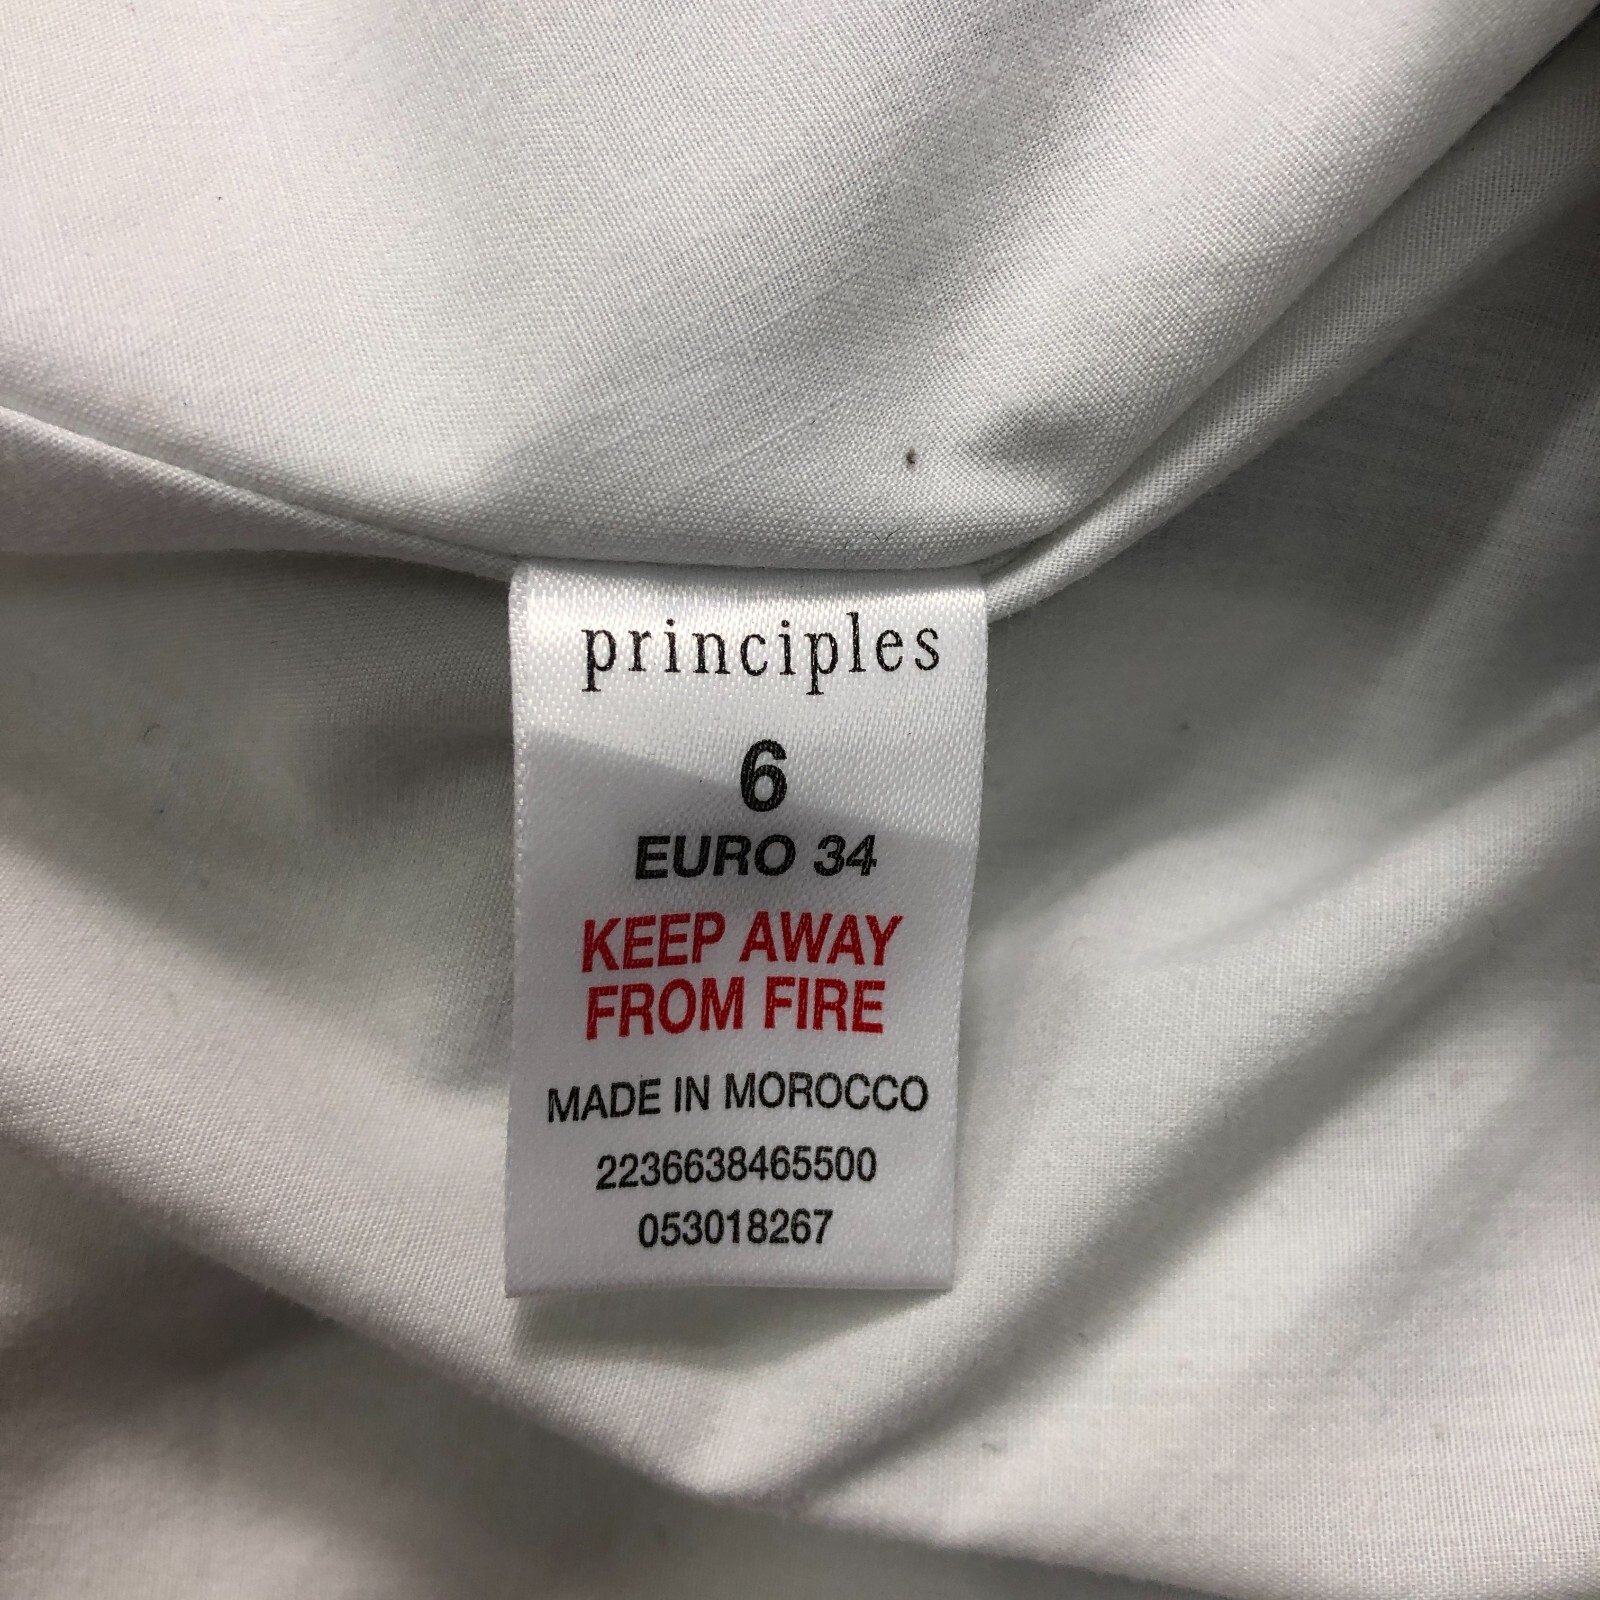 principles
6
EURO 34
KEEP AWAY
FROM FIRE
MADE IN MOROCCO
2236638465500
053018267